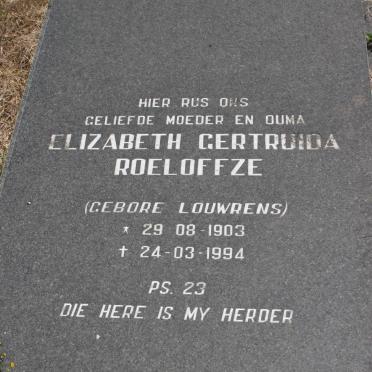 HIER RUS ONS
GELIEFDE MOEDER EN OUMA
ELIZABETH GERTRUIDA
ROELOFFZE
(GEBORE LOUWRENS)
* 29-08-1903
† 24-03-1994
PS. 23
DIE HERE IS MY HERDER